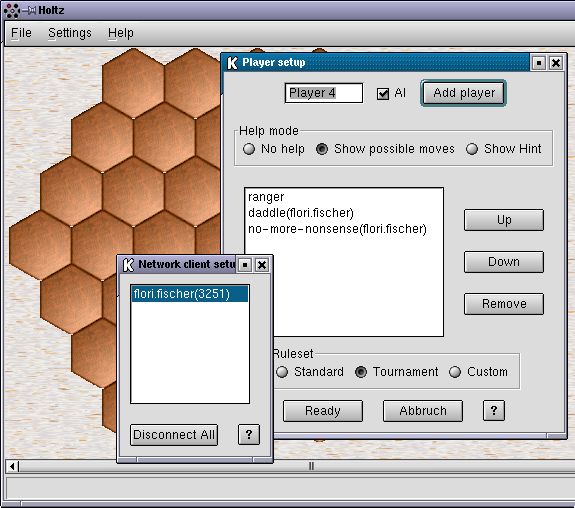 Holtz
File Settings Help
Player setup
Player 4 AI Add player
Help mode
No help Show possible moves Show Hint
ranger
daddle(flori.fischer)
no-more-nonsense(flori.fischer)
Up
Down
Remove
Ruleset
Standard Tournament Custom
Ready Abbruch ?
Network client setu
flori.fischer(3251)
Disconnect All ?